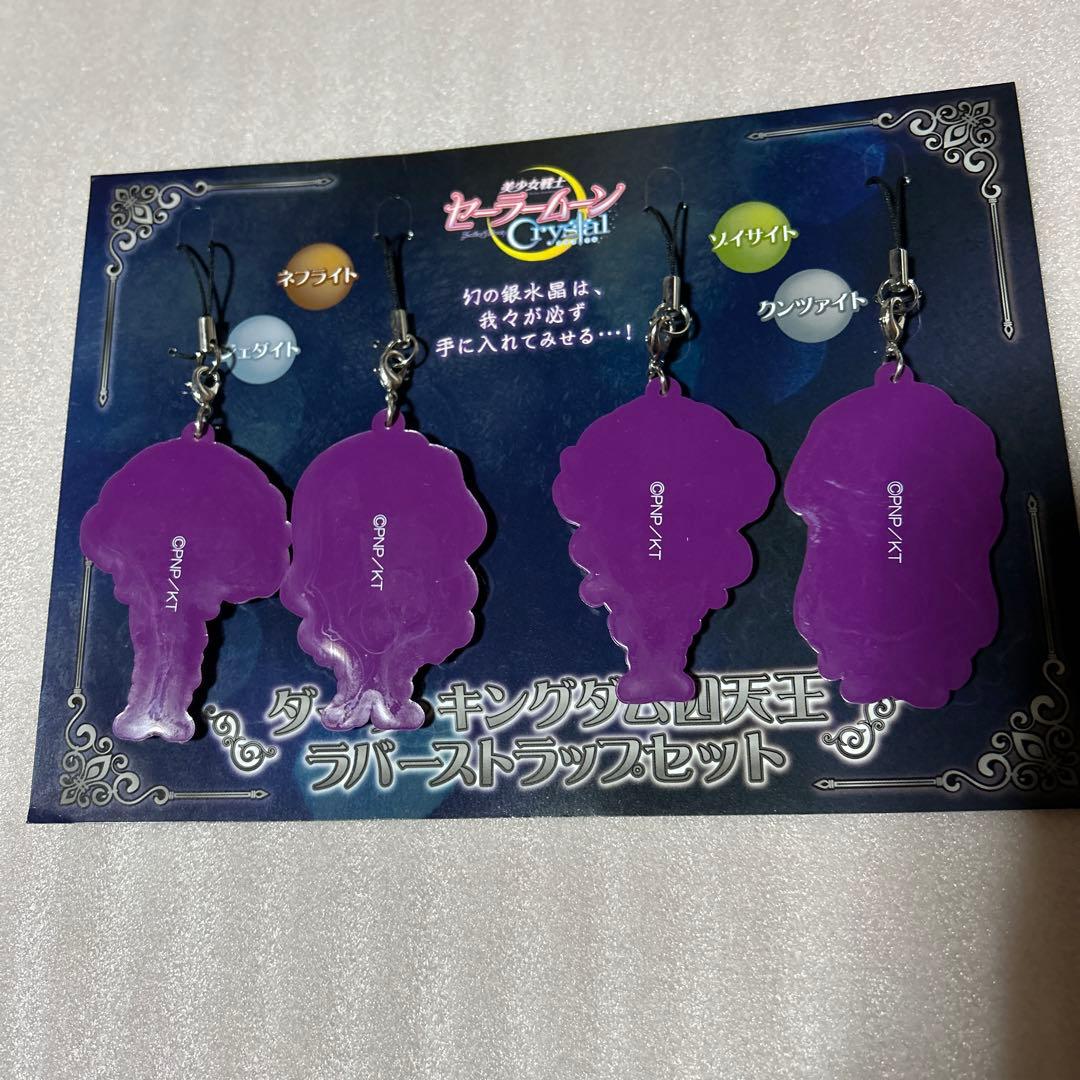 美少女戦士
セーラームーン
Crystal
ネフライト
ジェダイト
ゾイサイト
クンツァイト
幻の銀水晶は、
我々が必ず
手に入れてみせる…!
©PNP/KT
©PNP/KT
©PNP/KT
©PNP/KT
ダーク・キングダム四天王
ラバーストラップセット